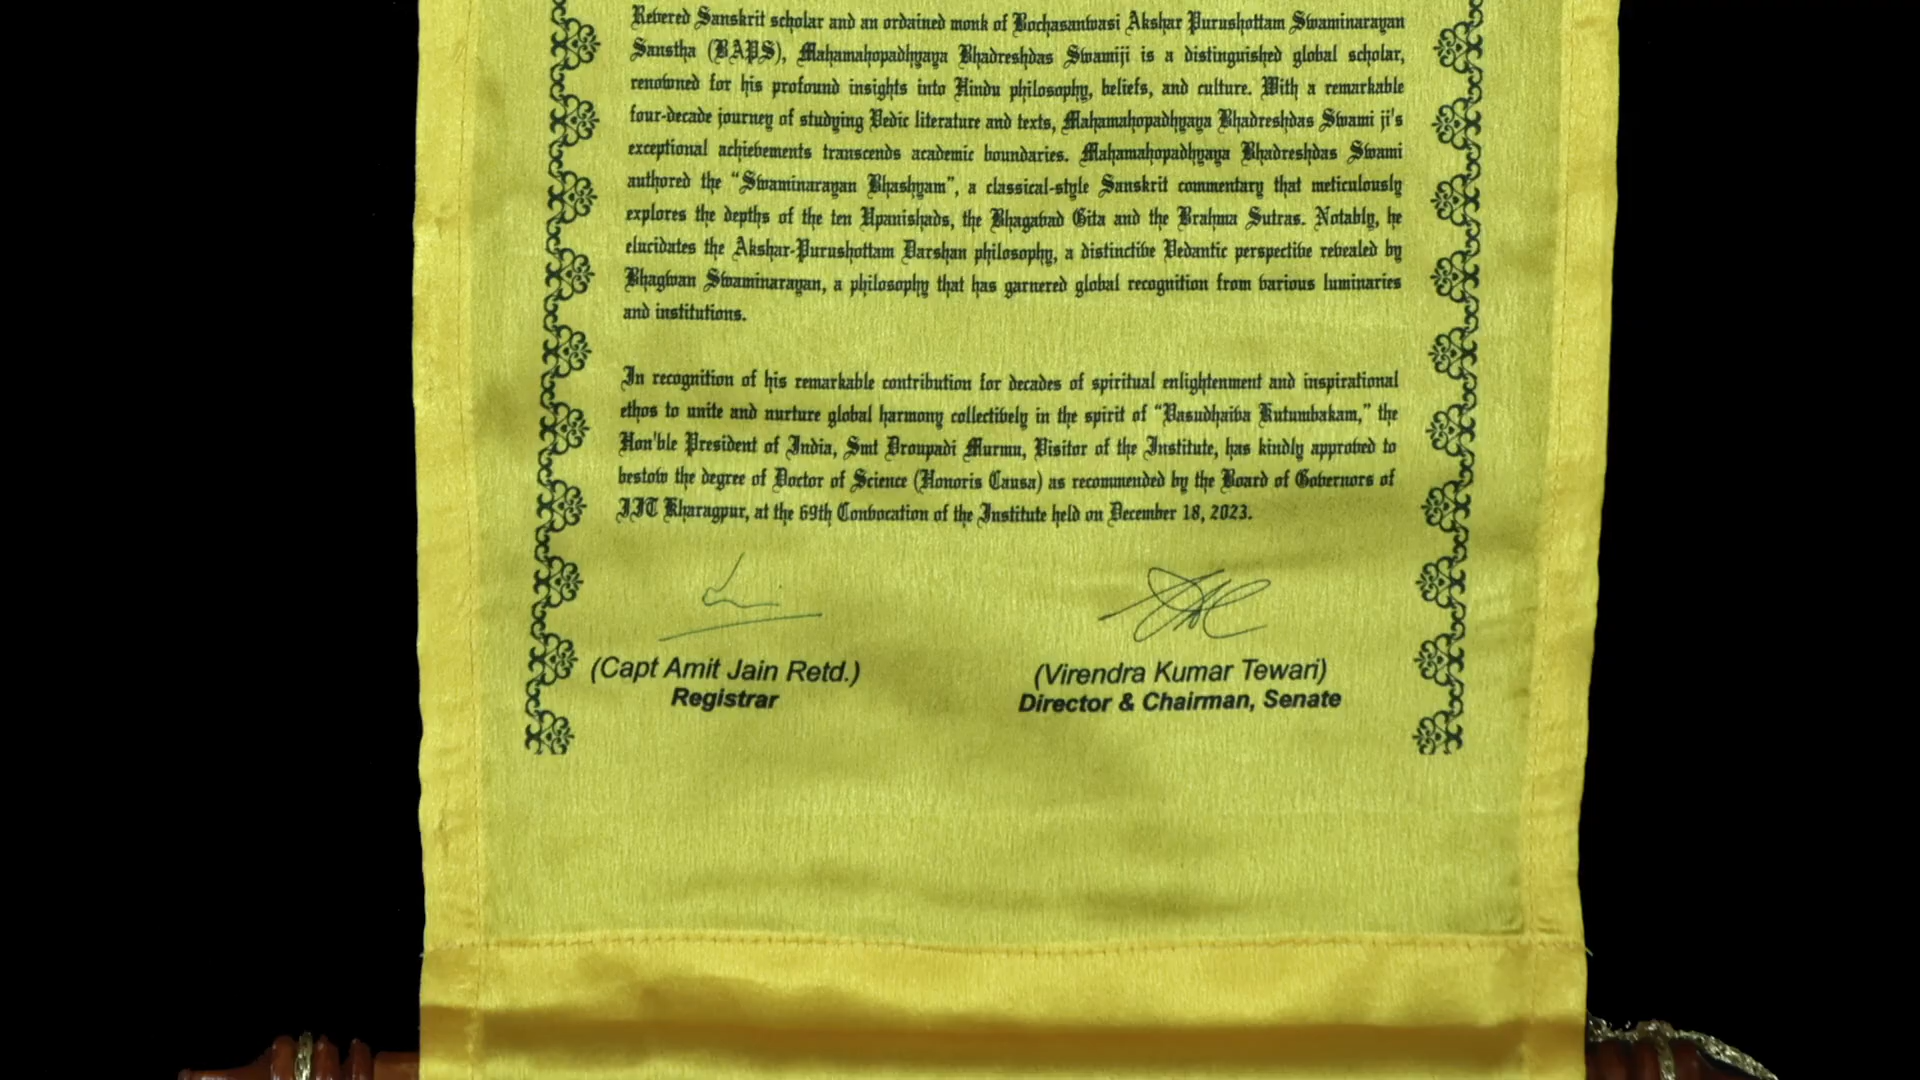 Revered Sanskrit scholar and an ordained monk of Bochasanwasi Akshar Purushottam Swaminarayan
Sanstha (BAPS), Mahamahopadhyaya Bhadreshdas Swamiji is a distinguished global scholar,
renowned for his profound insights into Hindu philosophy, beliefs, and culture. With a remarkable
four-decade journey of studying Vedic literature and texts, Mahamahopadhyaya Bhadreshdas Swami ji's
exceptional achievements transcends academic boundaries. Mahamahopadhyaya Bhadreshdas Swami
authored the “Swaminarayan Bhashyam”, a classical-style Sanskrit commentary that meticulously
explores the depths of the ten Upanishads, the Bhagavad Gita and the Brahma Sutras. Notably, he
elucidates the Akshar-Purushottam Darshan philosophy, a distinctive Vedantic perspective revealed by
Bhagwan Swaminarayan, a philosophy that has garnered global recognition from various luminaries
and institutions.
In recognition of his remarkable contribution for decades of spiritual enlightenment and inspirational
ethos to unite and nurture global harmony collectively in the spirit of “Vasudhaiva Kutumbakam,” the
Hon'ble President of India, Smt Droupadi Murmu, Visitor of the Institute, has kindly approved to
bestow the degree of Doctor of Science (Honoris Causa) as recommended by the Board of Governors of
IIT Kharagpur, at the 69th Convocation of the Institute held on December 18, 2023.
(Capt Amit Jain Retd.) (Virendra Kumar Tewari)
Registrar Director & Chairman, Senate